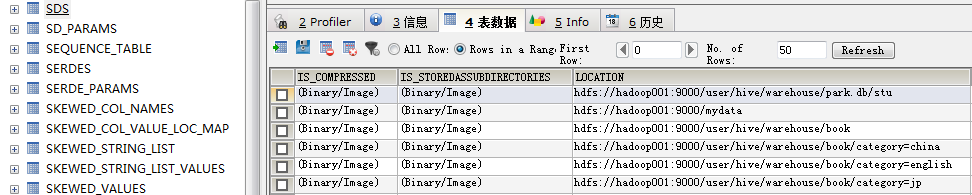 SDS
SD_PARAMS
SEQUENCE_TABLE
SERDES
SERDE_PARAMS
SKEWED_COL_NAMES
SKEWED_COL_VALUE_LOC_MAP
SKEWED_STRING_LIST
SKEWED_STRING_LIST_VALUES
SKEWED_VALUES
2 Profiler 3 信息 4 表数据 5 Info 6 历史
All Row: Rows in a Rang First Row: 0 No. of Rows: 50 Refresh
IS_COMPRESSED IS_STOREDASSUBDIRECTORIES LOCATION
(Binary/Image) (Binary/Image) hdfs://hadoop001:9000/user/hive/warehouse/park.db/stu
(Binary/Image) (Binary/Image) hdfs://hadoop001:9000/mydata
(Binary/Image) (Binary/Image) hdfs://hadoop001:9000/user/hive/warehouse/book
(Binary/Image) (Binary/Image) hdfs://hadoop001:9000/user/hive/warehouse/book/category=china
(Binary/Image) (Binary/Image) hdfs://hadoop001:9000/user/hive/warehouse/book/category=english
(Binary/Image) (Binary/Image) hdfs://hadoop001:9000/user/hive/warehouse/book/category=jp